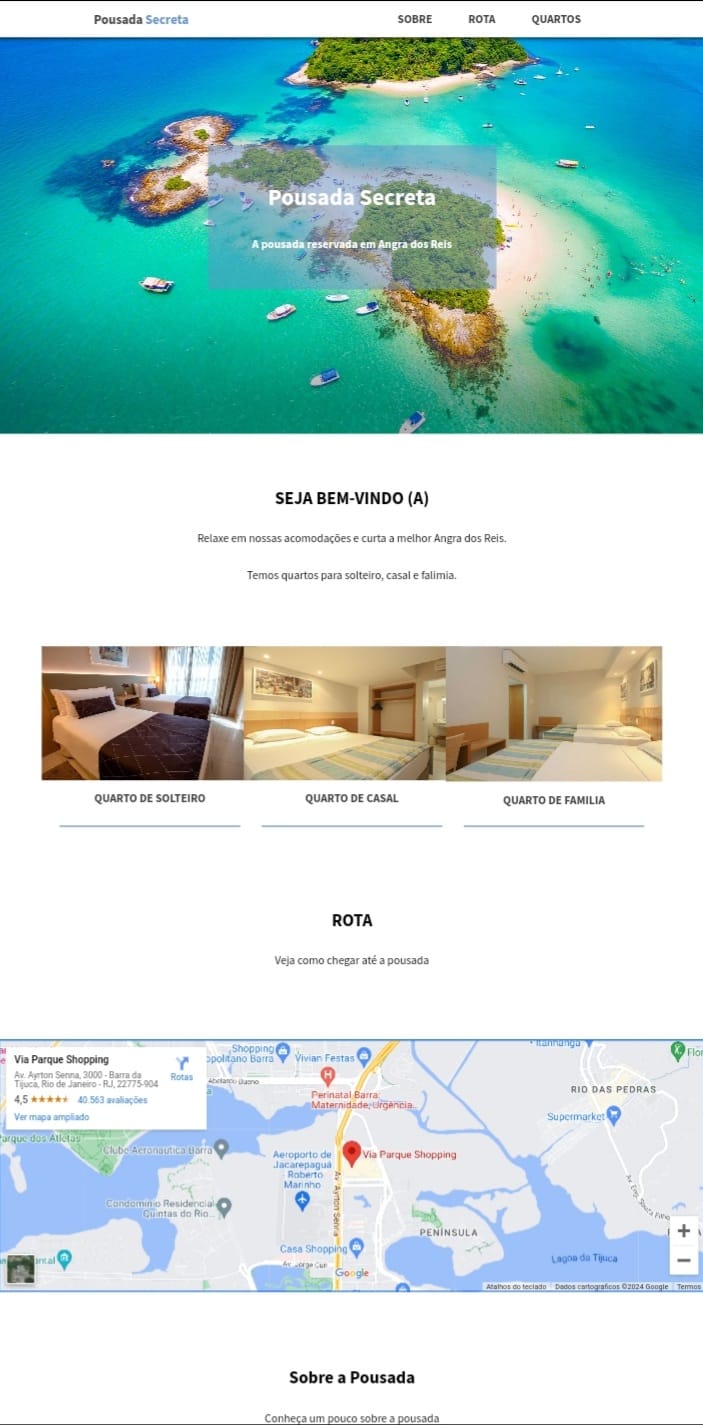 Pousada Secreta
SOBRE ROTA QUARTOS
Pousada Secreta
A pousada reservada em Angra dos Reis
SEJA BEM-VINDO (A)
Relaxe em nossas acomodações e curta a melhor Angra dos Reis.
Temos quartos para solteiro, casal e falimia.
QUARTO DE SOLTEIRO
QUARTO DE CASAL
QUARTO DE FAMILIA
ROTA
Veja como chegar até a pousada
Via Parque Shopping
Av. Ayrton Senna, 3000 - Barra da
Tijuca, Rio de Janeiro - RJ, 22775-904
4,5 40.563 avaliações
Ver mapa ampliado
Rotas
Shopping
Vivian Festas
Perinatal Barra:
Maternidade, Urgência...
RIO DAS PEDRAS
Supermarket
Parque dos Atletas
Clube Aeronautica Barra
Aeroporto de
Jacarepaguá
- Roberto
Marinho
Via Parque Shopping
Av. Ayrton Senna
Condomínio Residencial
Quintas do Rio...
PENÍNSULA
Casa Shopping
Lagoa da Tijuca
Google
Atalhos do teclado
Dados cartográficos ©2024 Google
Termos
Sobre a Pousada
Conheça um pouco sobre a pousada